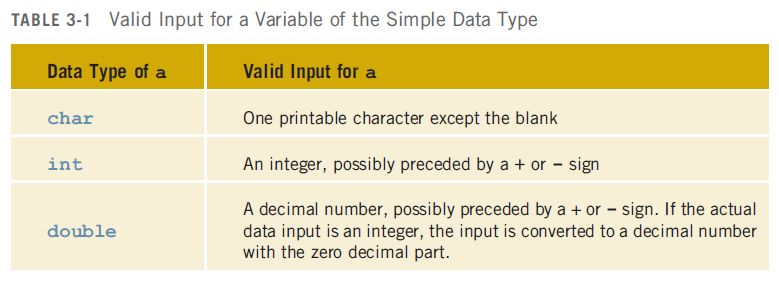 TABLE 3-1 Valid Input for a Variable of the Simple Data Type
Data Type of a Valid Input for a
char One printable character except the blank
int An integer, possibly preceded by a + or – sign
A decimal number, possibly preceded by a + or – sign. If the actual
double data input is an integer, the input is converted to a decimal number
with the zero decimal part.